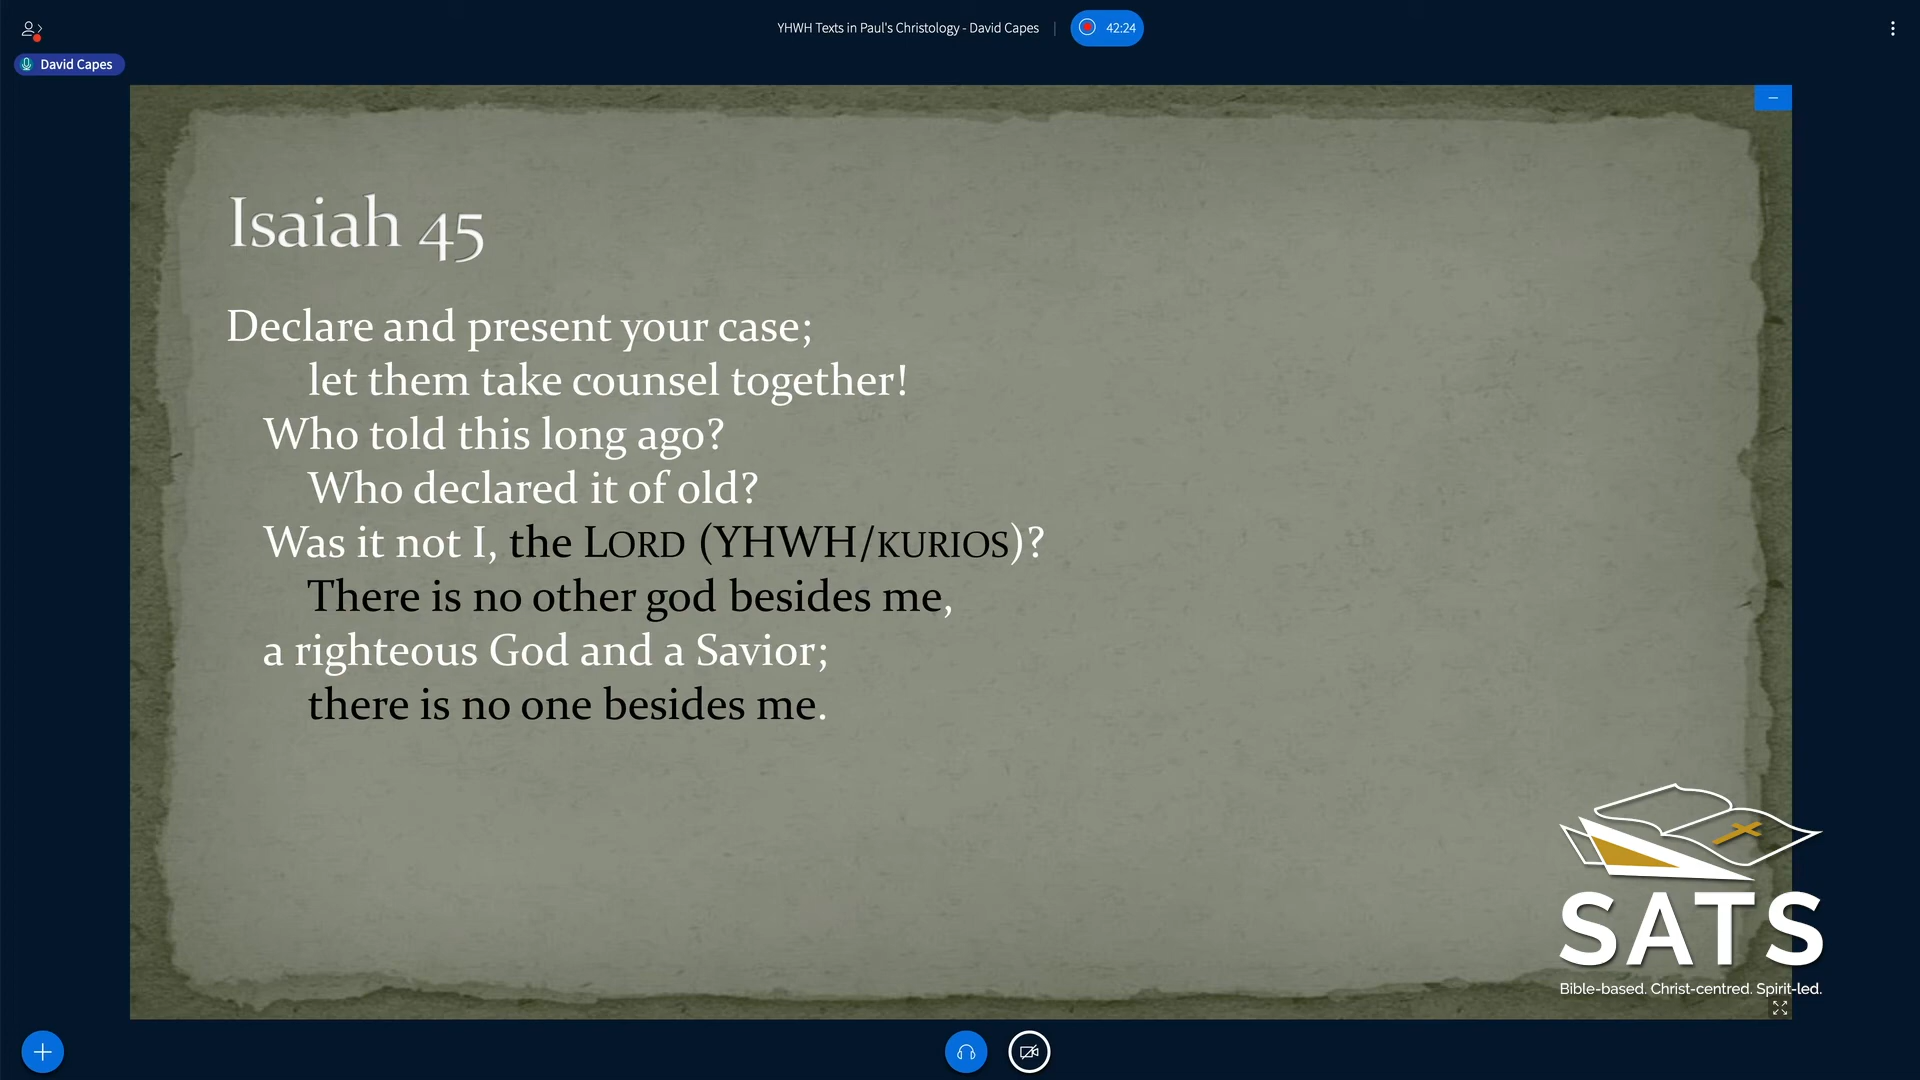 YHWH Texts in Paul's Christology - David Capes | 42:24
David Capes
Isaiah 45
Declare and present your case;
let them take counsel together!
Who told this long ago?
Who declared it of old?
Was it not I, the LORD (YHWH/KURIOS)?
There is no other god besides me,
a righteous God and a Savior;
there is no one besides me.
SATS
Bible-based. Christ-centred. Spirit-led.